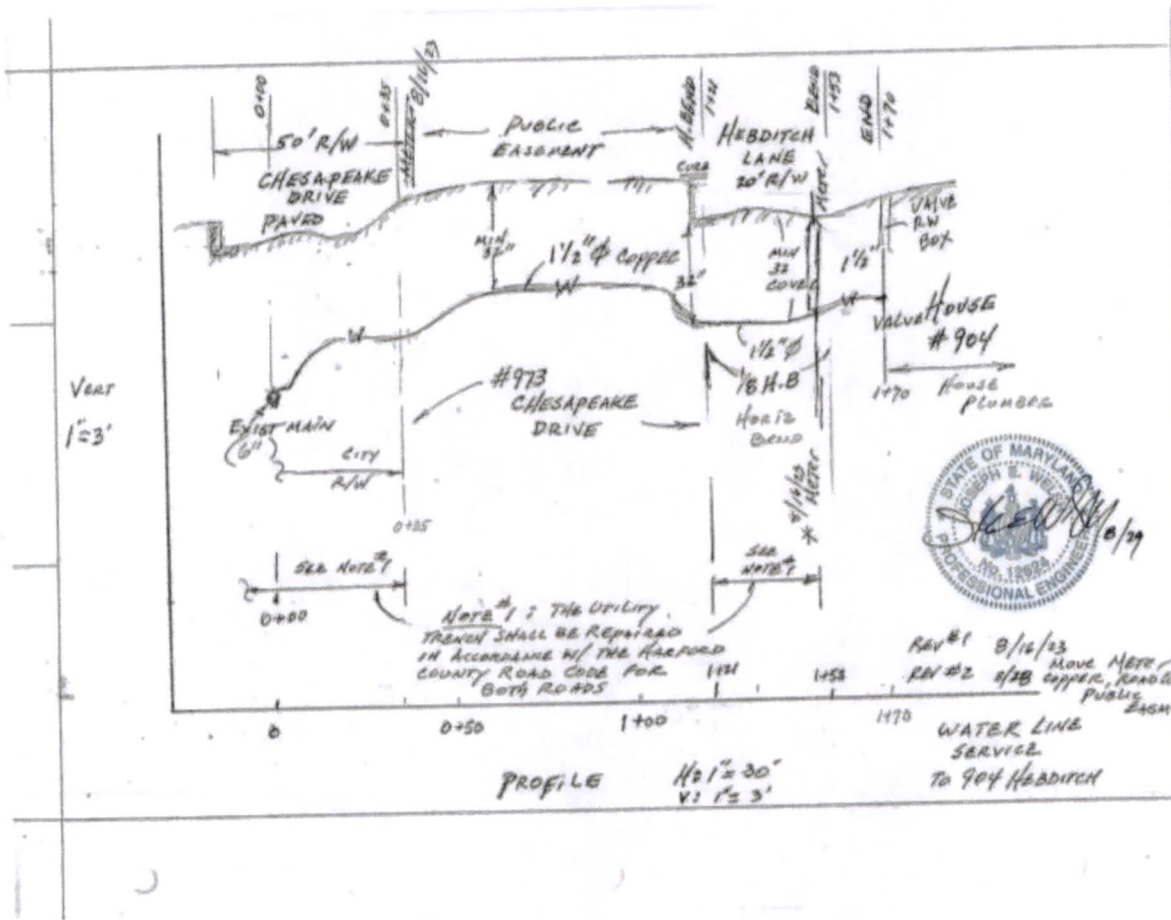 0+00
0+35
METER 8/16/23
H.BEND
1+21
BEND
1+53
END
1+70
50' R/W
CHESAPEAKE
DRIVE
PAVED
PUBLIC
EASEMENT
CURB
HEBDITCH
LANE
20' R/W
METER
VALVE
BOX
MIN
32"
1 1/2" Ø COPPER
W
32"
MIN
32
COVER
1 1/2"
W
W
VALVE
HOUSE
# 904
1 1/2" Ø
1/8 H.B
HORIZ
BEND
1+70
HOUSE
PLUMBER
VERT
1"=3'
EXIST MAIN
6"
#973
CHESAPEAKE
DRIVE
CITY
R/W
0+35
* 8/16/23
METER
STATE OF MARYLAND
PROFESSIONAL ENGINEER
8/29
SEE NOTE #1
SEE
NOTE #1
0+00
NOTE #1 : THE UTILITY
TRENCH SHALL BE REPAIRED
IN ACCORDANCE W/ THE HARFORD
COUNTY ROAD CODE FOR
BOTH ROADS
REV #1 8/16/23
REV #2 8/28 MOVE METER
COPPER,
PUBLIC
1+21
1+53
0
0+50
1+00
1+70
WATER LINE
SERVICE
TO 904 HEBDITCH
PROFILE
H: 1"=30'
V: 1"=3'